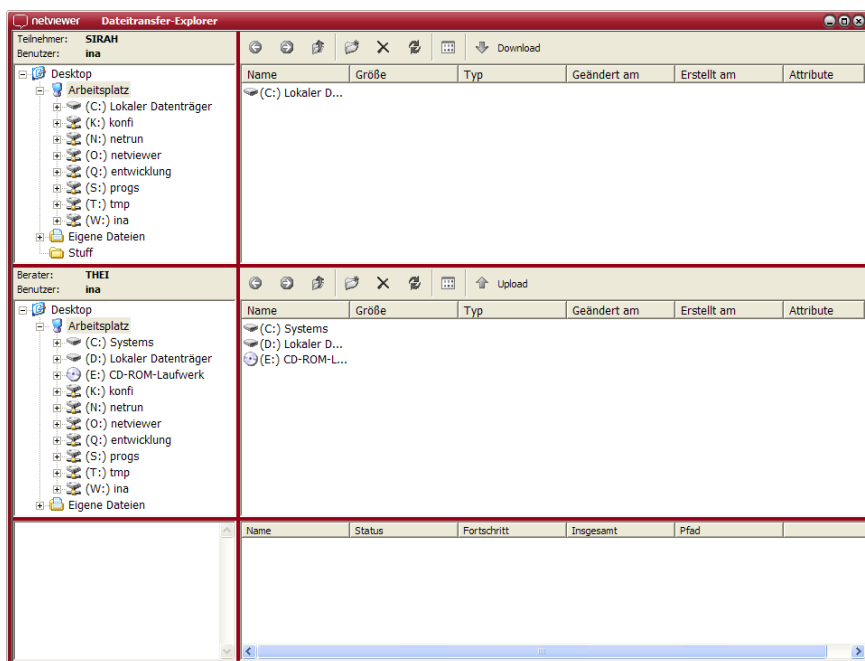 netviewer Dateitransfer-Explorer
Teilnehmer: SIRAH
Benutzer: ina
Desktop
Arbeitsplatz
(C:) Lokaler Datenträger
(K:) konfi
(N:) netrun
(O:) netviewer
(Q:) entwicklung
(S:) progs
(T:) tmp
(W:) ina
Eigene Dateien
Stuff
Download
Name Größe Typ Geändert am Erstellt am Attribute
(C:) Lokaler D...
Berater: THEI
Benutzer: ina
Desktop
Arbeitsplatz
(C:) Systems
(D:) Lokaler Datenträger
(E:) CD-ROM-Laufwerk
(K:) konfi
(N:) netrun
(O:) netviewer
(Q:) entwicklung
(S:) progs
(T:) tmp
(W:) ina
Eigene Dateien
Upload
Name Größe Typ Geändert am Erstellt am Attribute
(C:) Systems
(D:) Lokaler D...
(E:) CD-ROM-L...
Name Status Fortschritt Insgesamt Pfad